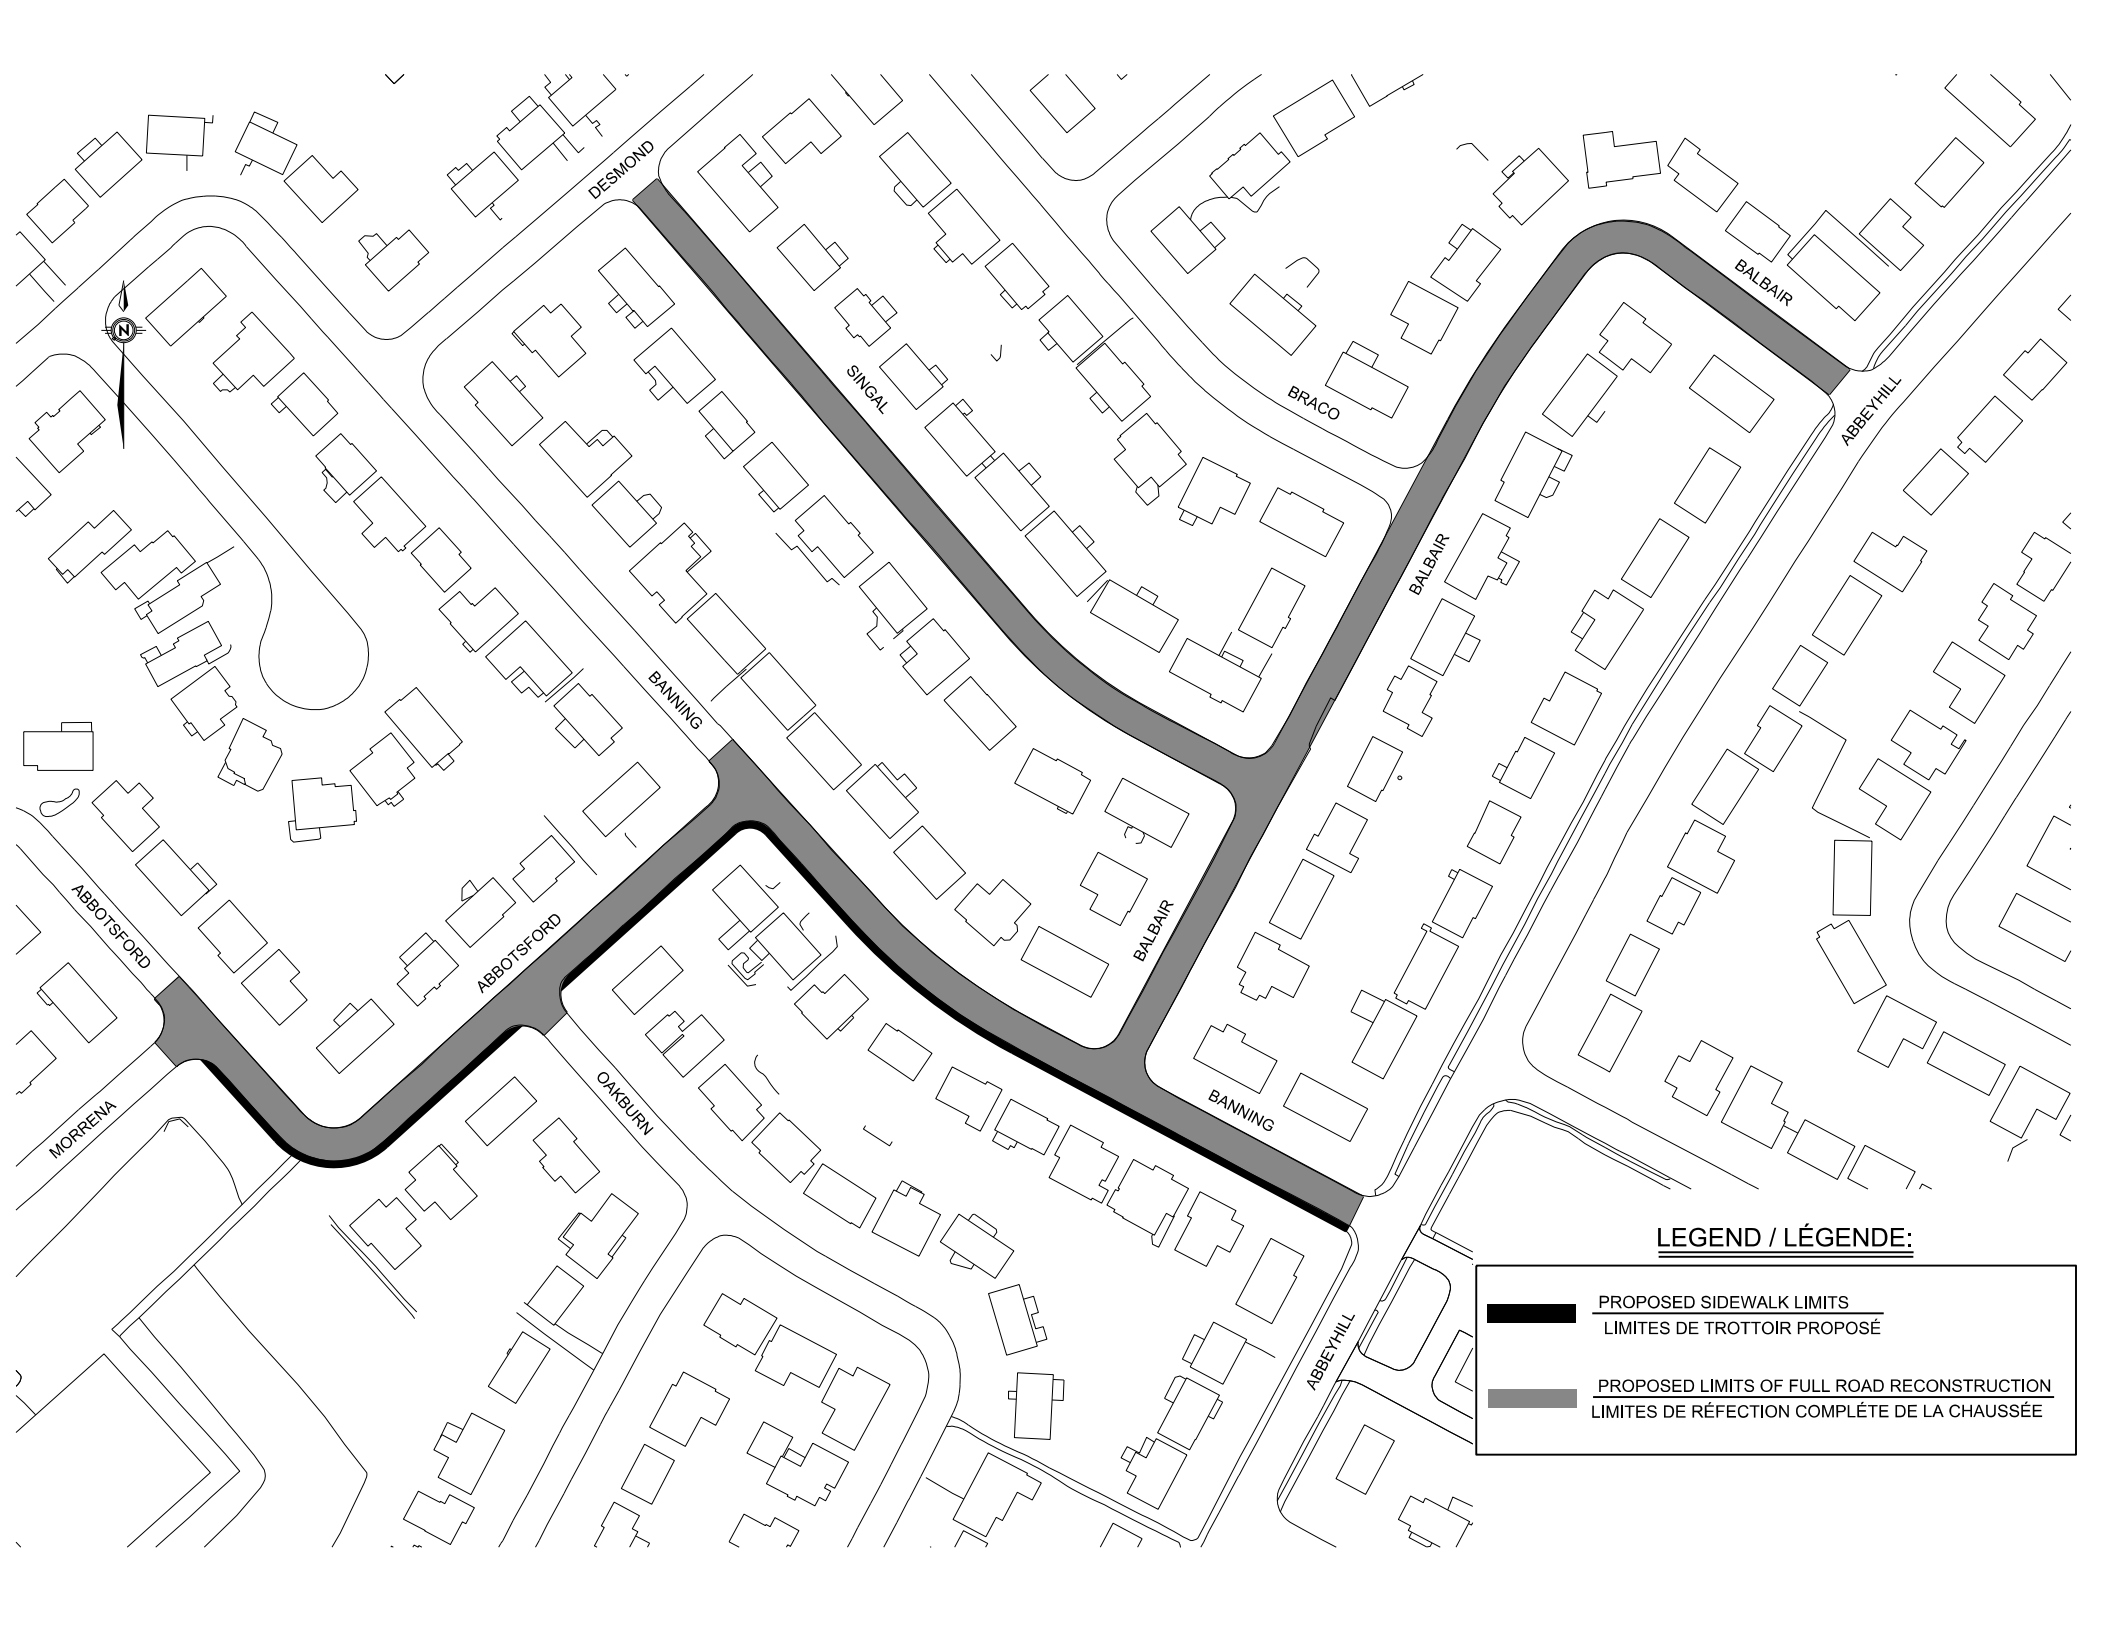 DESMOND
BALBAIR
SINGAL
BRACO
ABBEYHILL
N
BALBAIR
BANNING
ABBOTSFORD
ABBOTSFORD
BALBAIR
OAKBURN
MORRENA
BANNING
ABBEYHILL
LEGEND / LÉGENDE:
PROPOSED SIDEWALK LIMITS
LIMITES DE TROTTOIR PROPOSÉ
PROPOSED LIMITS OF FULL ROAD RECONSTRUCTION
LIMITES DE RÉFECTION COMPLÉTE DE LA CHAUSSÉE